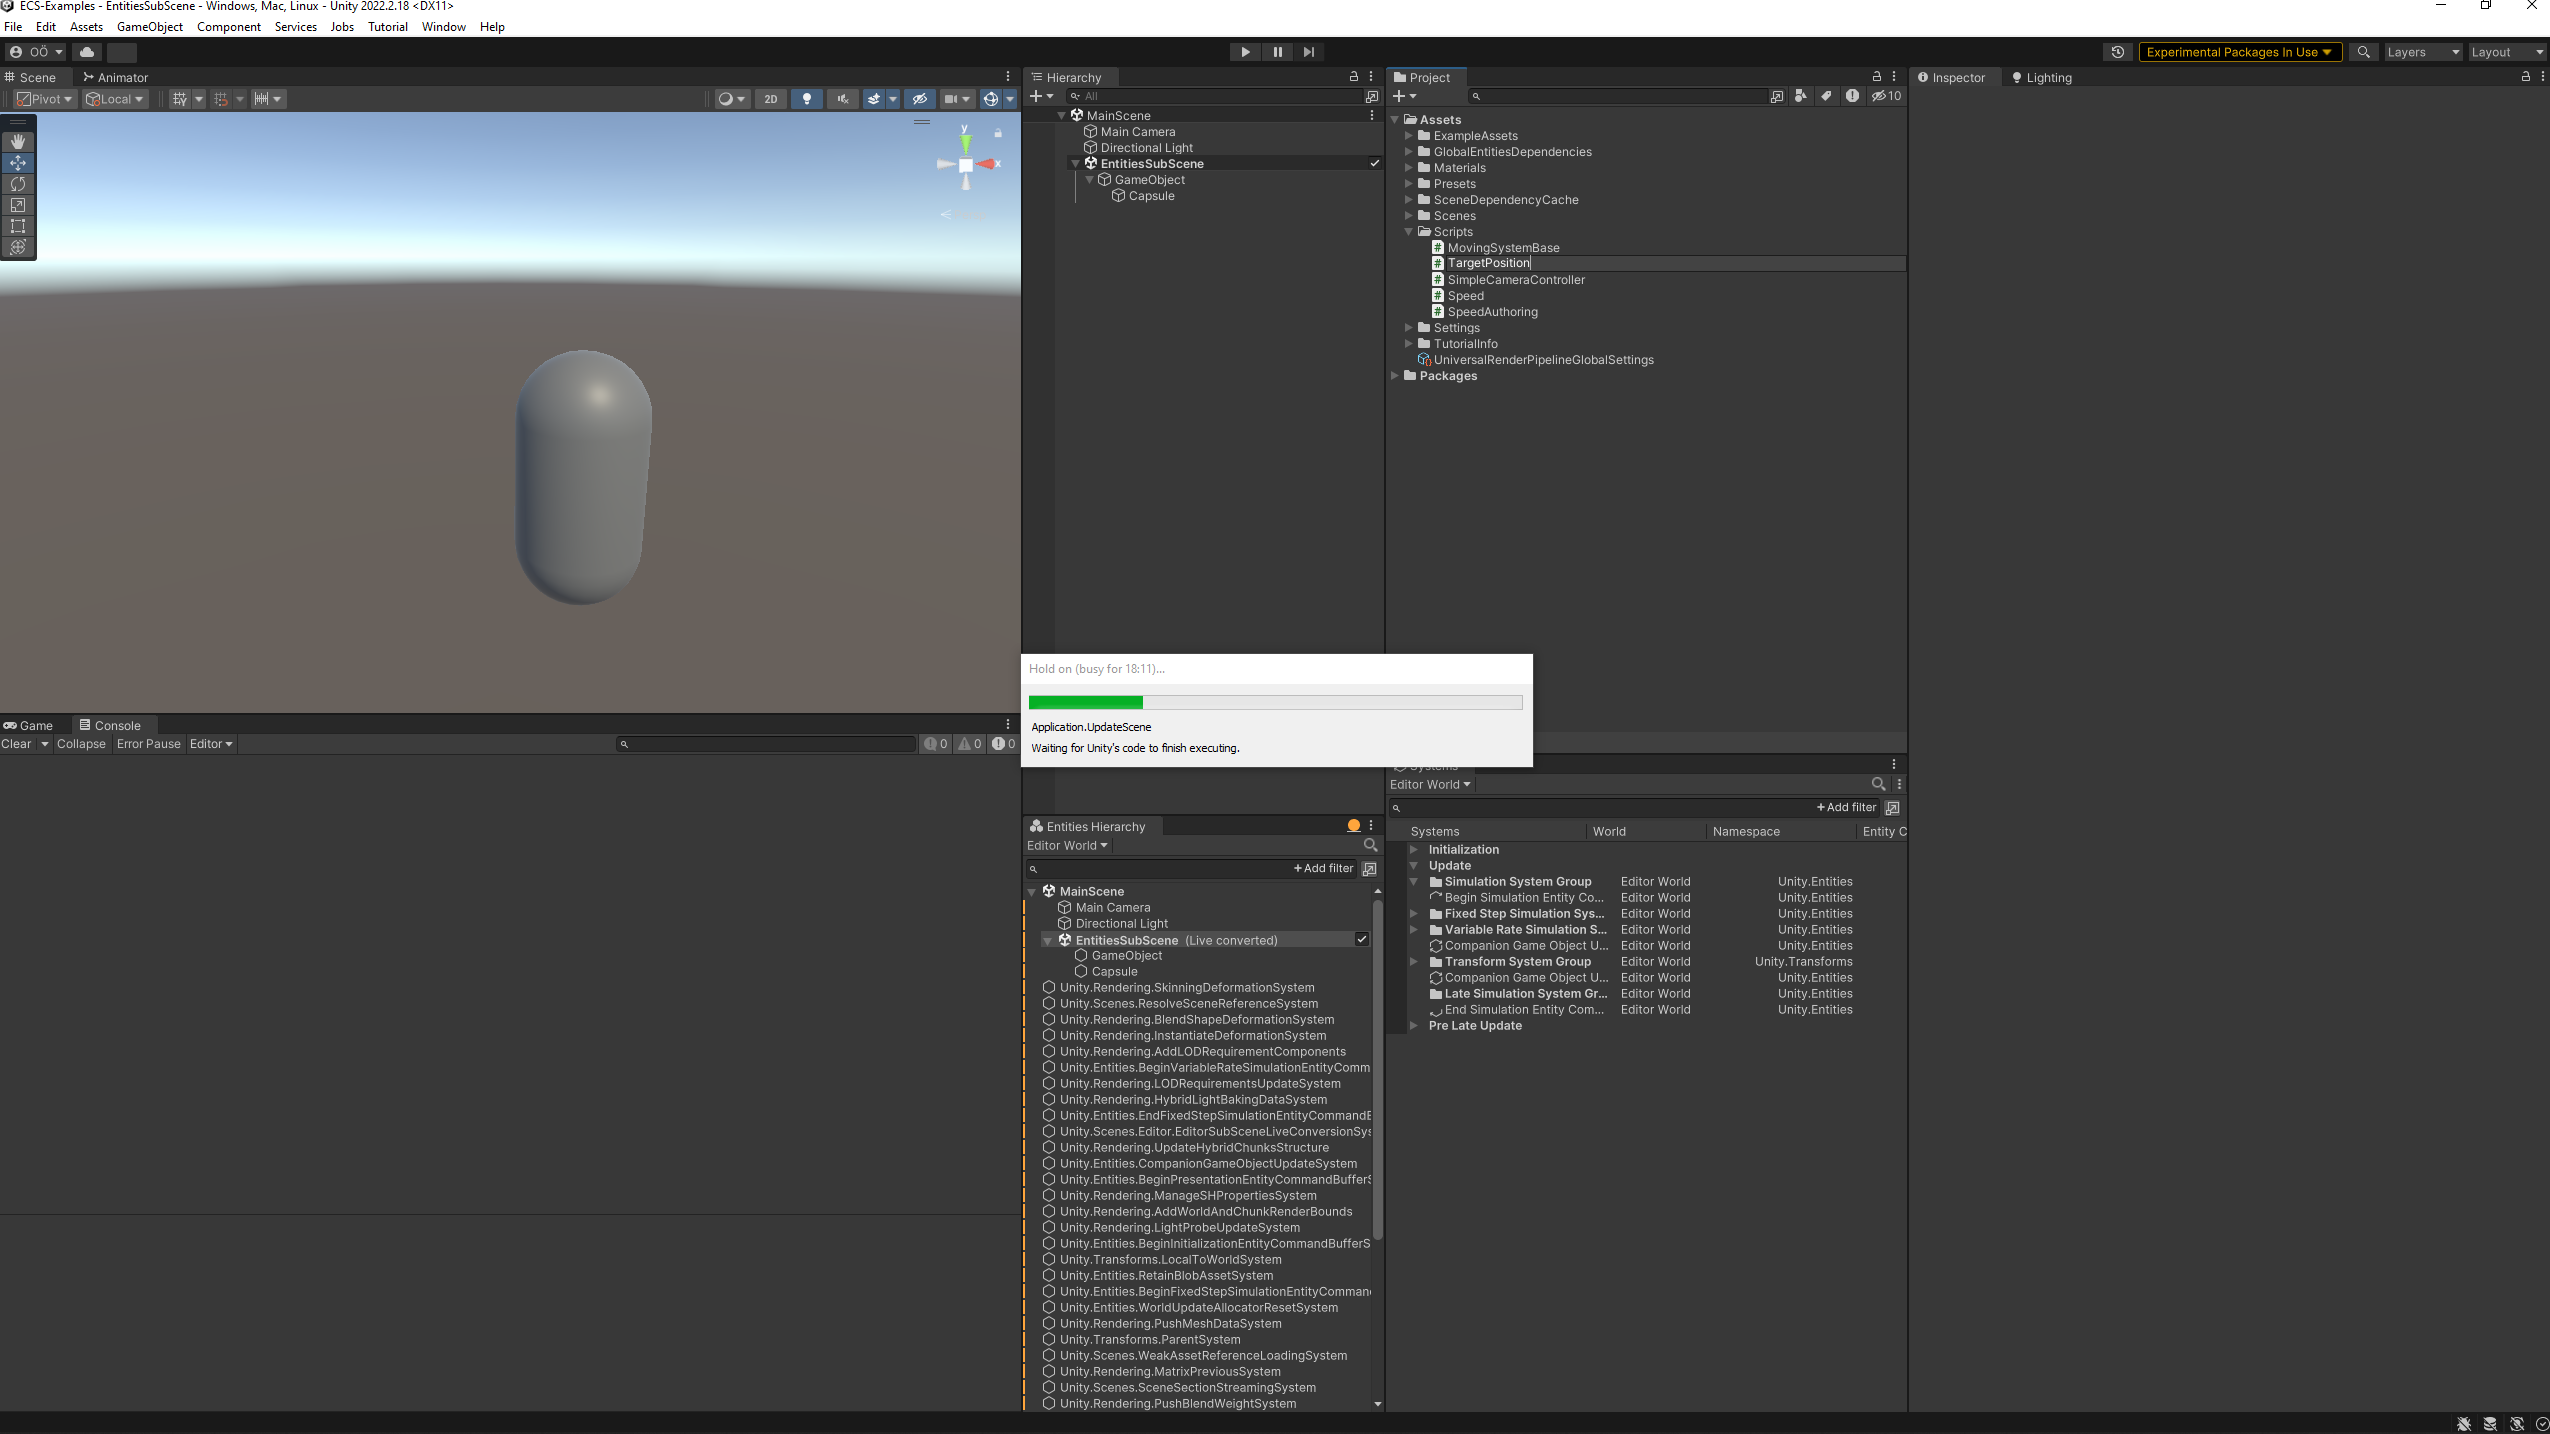 ECS-Examples - EntitiesSubScene - Windows, Mac, Linux - Unity 2022.2.18 <DX11>
File Edit Assets GameObject Component Services Jobs Tutorial Window Help
OÖ
Experimental Packages In Use
Layers
Layout
Scene
Animator
Pivot
Local
2D
Hierarchy
All
MainScene
Main Camera
Directional Light
EntitiesSubScene
GameObject
Capsule
Project
10
Assets
ExampleAssets
GlobalEntitiesDependencies
Materials
Presets
SceneDependencyCache
Scenes
Scripts
MovingSystemBase
TargetPosition
SimpleCameraController
Speed
SpeedAuthoring
Settings
TutorialInfo
UniversalRenderPipelineGlobalSettings
Packages
Inspector
Lighting
y
x
Hold on (busy for 18:11)...
Application.UpdateScene
Waiting for Unity's code to finish executing.
Game
Console
Clear Collapse Error Pause Editor
0 0 0
Entities Hierarchy
Editor World
+ Add filter
MainScene
Main Camera
Directional Light
EntitiesSubScene (Live converted)
GameObject
Capsule
Unity.Rendering.SkinningDeformationSystem
Unity.Scenes.ResolveSceneReferenceSystem
Unity.Rendering.BlendShapeDeformationSystem
Unity.Rendering.InstantiateDeformationSystem
Unity.Rendering.AddLODRequirementComponents
Unity.Entities.BeginVariableRateSimulationEntityComm
Unity.Rendering.LODRequirementsUpdateSystem
Unity.Rendering.HybridLightBakingDataSystem
Unity.Entities.EndFixedStepSimulationEntityCommandE
Unity.Scenes.Editor.EditorSubSceneLiveConversionSys
Unity.Rendering.UpdateHybridChunksStructure
Unity.Entities.CompanionGameObjectUpdateSystem
Unity.Entities.BeginPresentationEntityCommandBufferS
Unity.Rendering.ManageSHPropertiesSystem
Unity.Rendering.AddWorldAndChunkRenderBounds
Unity.Rendering.LightProbeUpdateSystem
Unity.Entities.BeginInitializationEntityCommandBufferS
Unity.Transforms.LocalToWorldSystem
Unity.Entities.RetainBlobAssetSystem
Unity.Entities.BeginFixedStepSimulationEntityComman
Unity.Entities.WorldUpdateAllocatorResetSystem
Unity.Rendering.PushMeshDataSystem
Unity.Transforms.ParentSystem
Unity.Scenes.WeakAssetReferenceLoadingSystem
Unity.Rendering.MatrixPreviousSystem
Unity.Scenes.SceneSectionStreamingSystem
Unity.Rendering.PushBlendWeightSystem
Systems
Editor World
+ Add filter
Systems World Namespace Entity C
Initialization
Update
Simulation System Group Editor World Unity.Entities
Begin Simulation Entity Co... Editor World Unity.Entities
Fixed Step Simulation Sys... Editor World Unity.Entities
Variable Rate Simulation S... Editor World Unity.Entities
Companion Game Object U... Editor World Unity.Entities
Transform System Group Editor World Unity.Transforms
Companion Game Object U... Editor World Unity.Entities
Late Simulation System Gr... Editor World Unity.Entities
End Simulation Entity Com... Editor World Unity.Entities
Pre Late Update